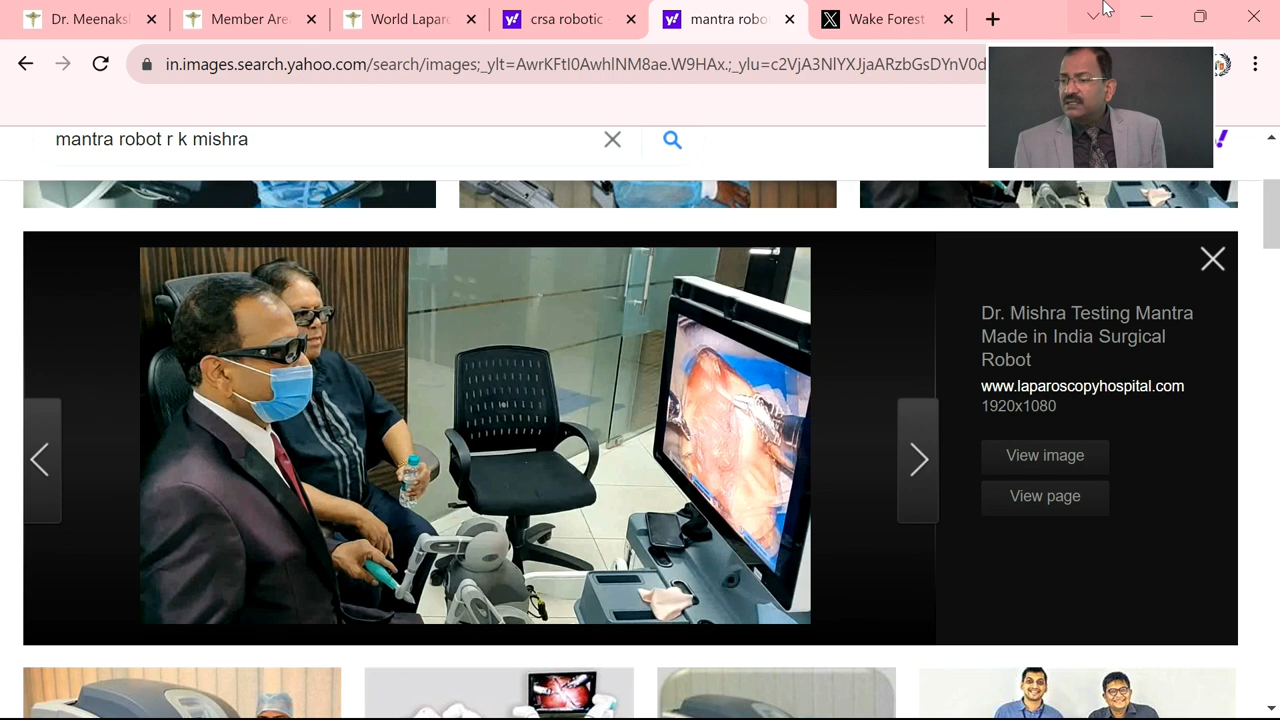 Dr. Meenaks
Member Are
World Laparo
crsa robotic
mantra robo
Wake Forest
in.images.search.yahoo.com/search/images;_ylt=AwrKFtI0AwhlNM8ae.W9HAx.;_ylu=c2VjA3NlYXJjaARzbGsDYnV0d
mantra robot r k mishra
Dr. Mishra Testing Mantra
Made in India Surgical
Robot
www.laparoscopyhospital.com
1920x1080
View image
View page